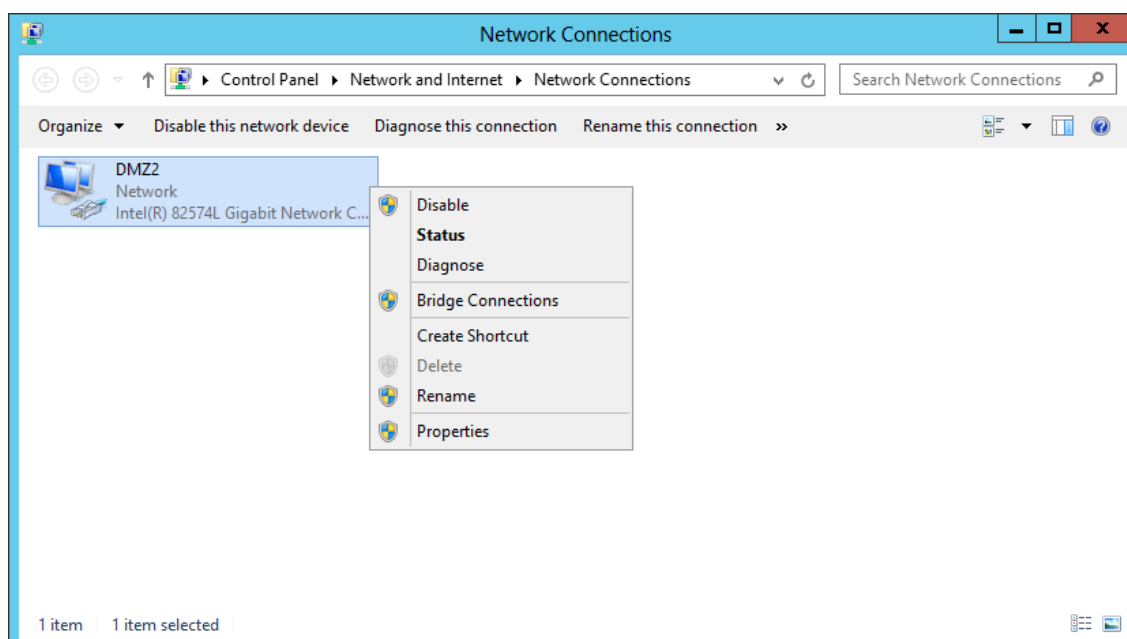 Network Connections
Control Panel Network and Internet Network Connections
Search Network Connections
Organize Disable this network device Diagnose this connection Rename this connection »
DMZ2
Network
Intel(R) 82574L Gigabit Network C...
Disable
Status
Diagnose
Bridge Connections
Create Shortcut
Delete
Rename
Properties
1 item 1 item selected